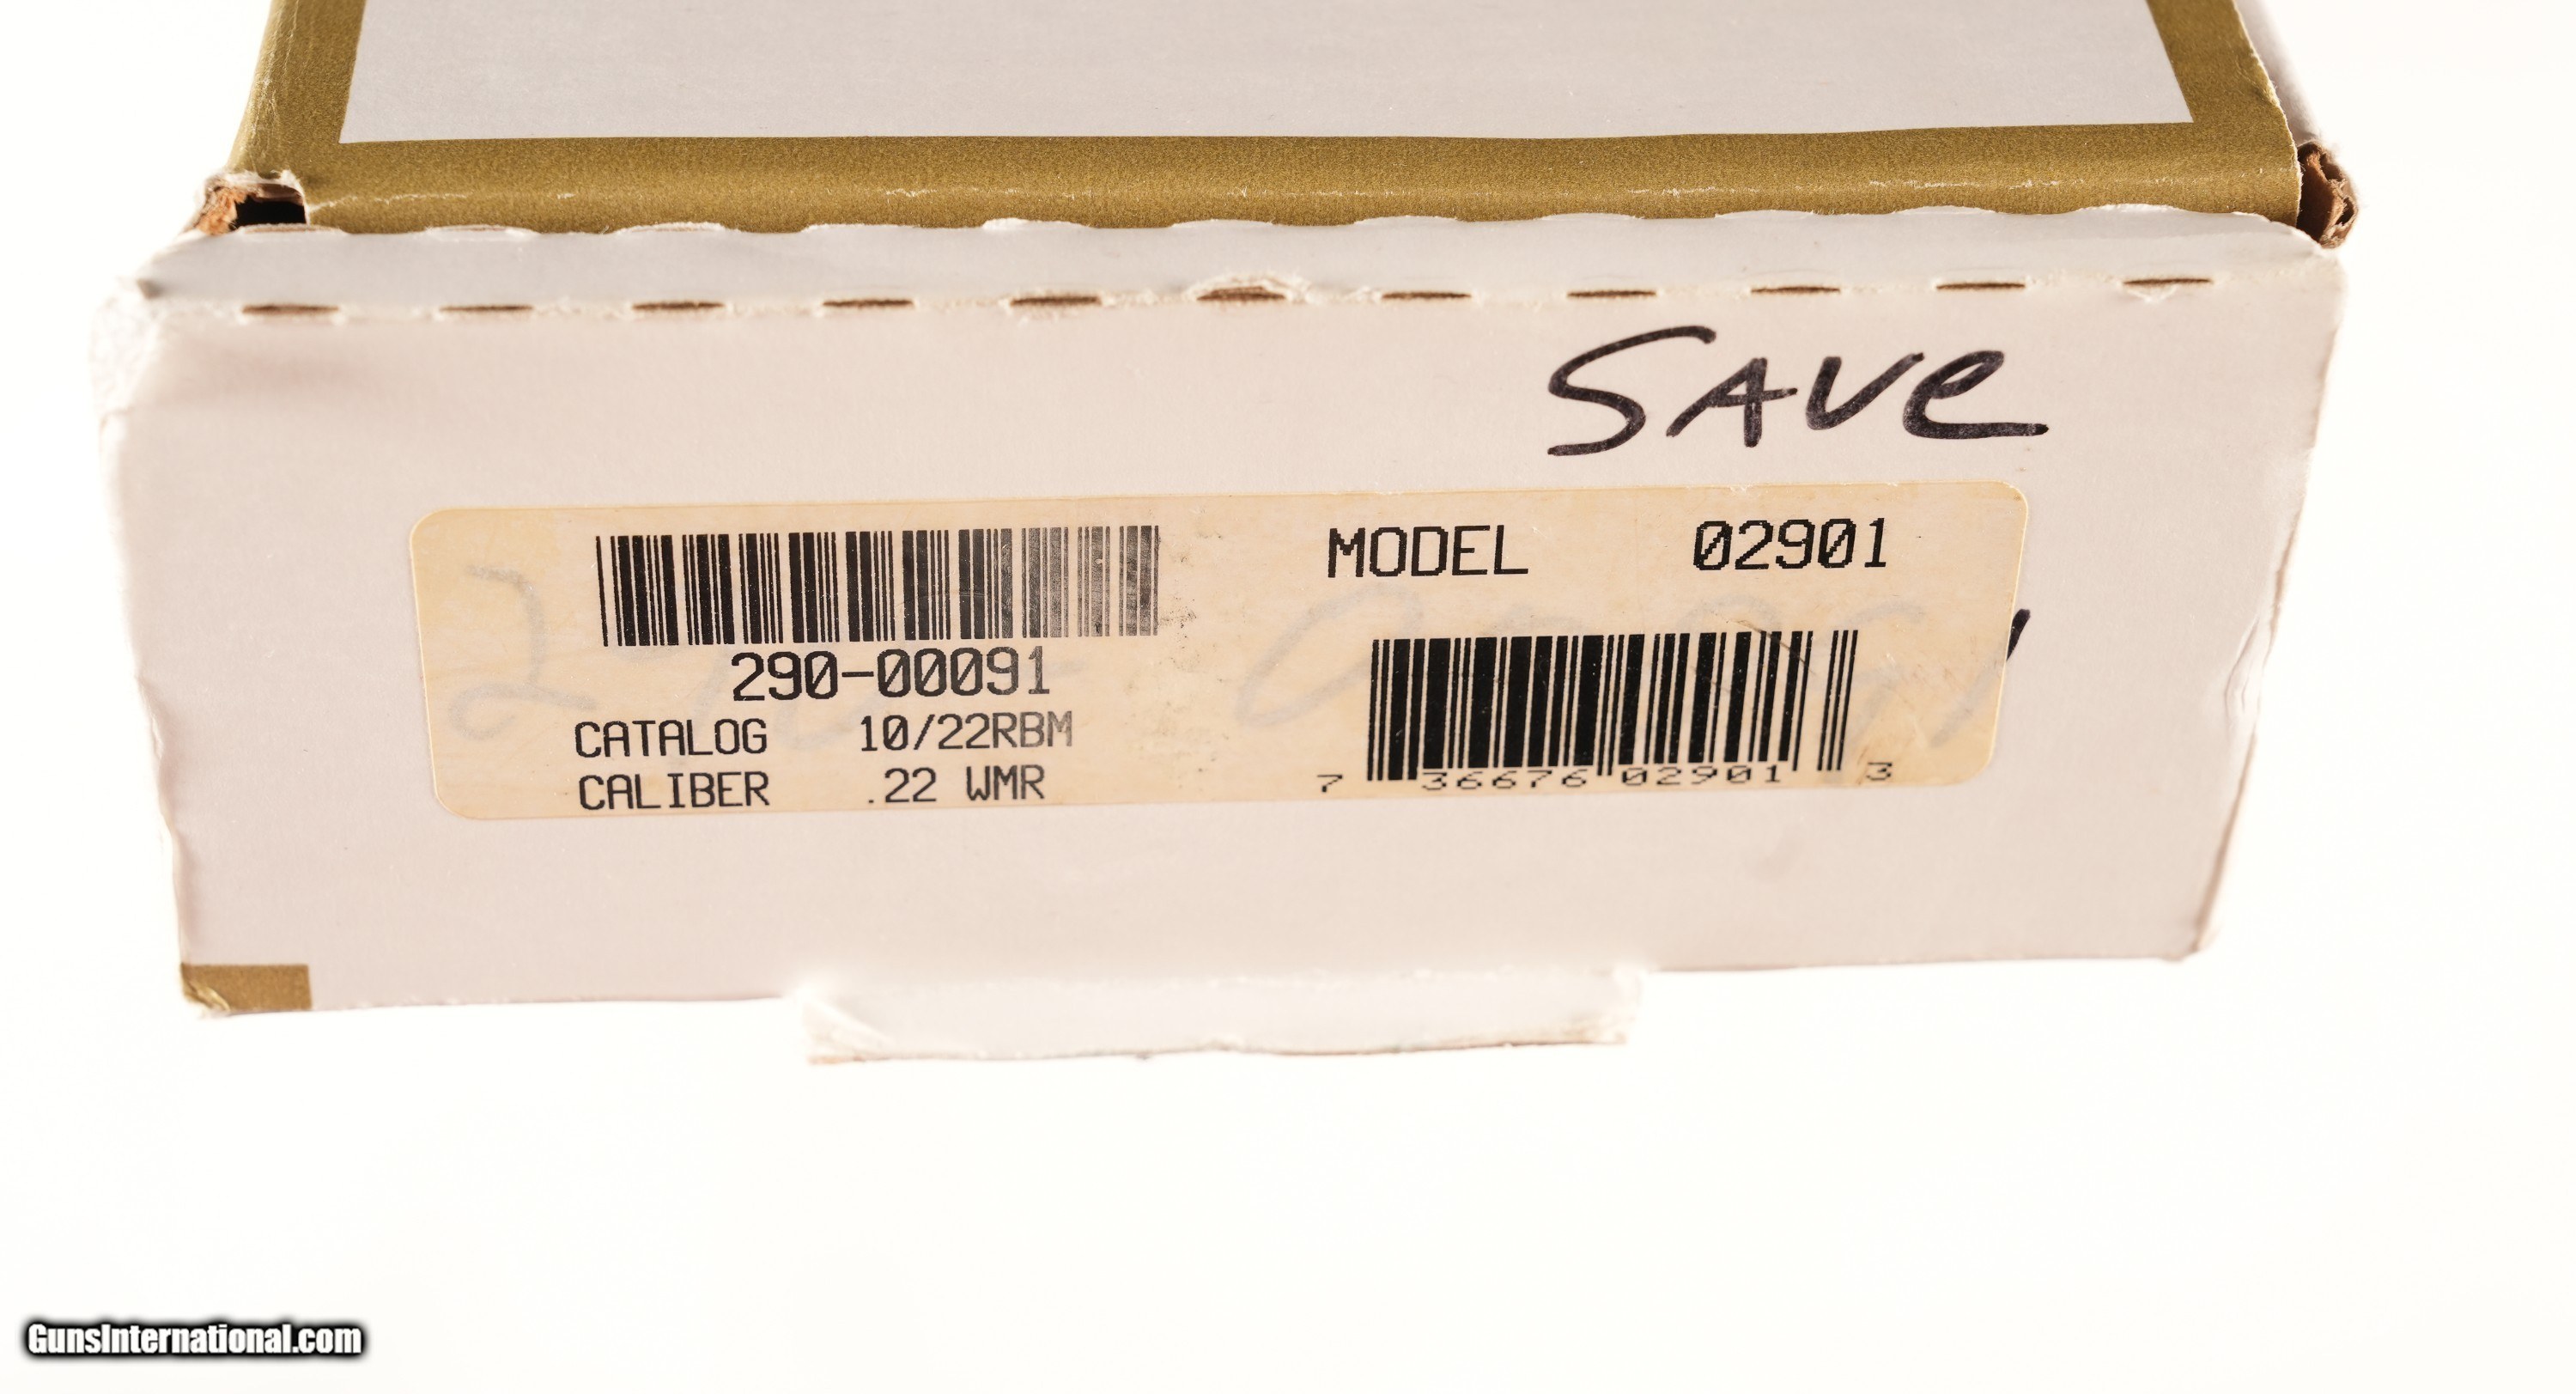 SAVe
MODEL 02901
290-00091
CATALOG 10/22RBM
CALIBER .22 WMR
7 36676 02901 3
GunsInternational.com